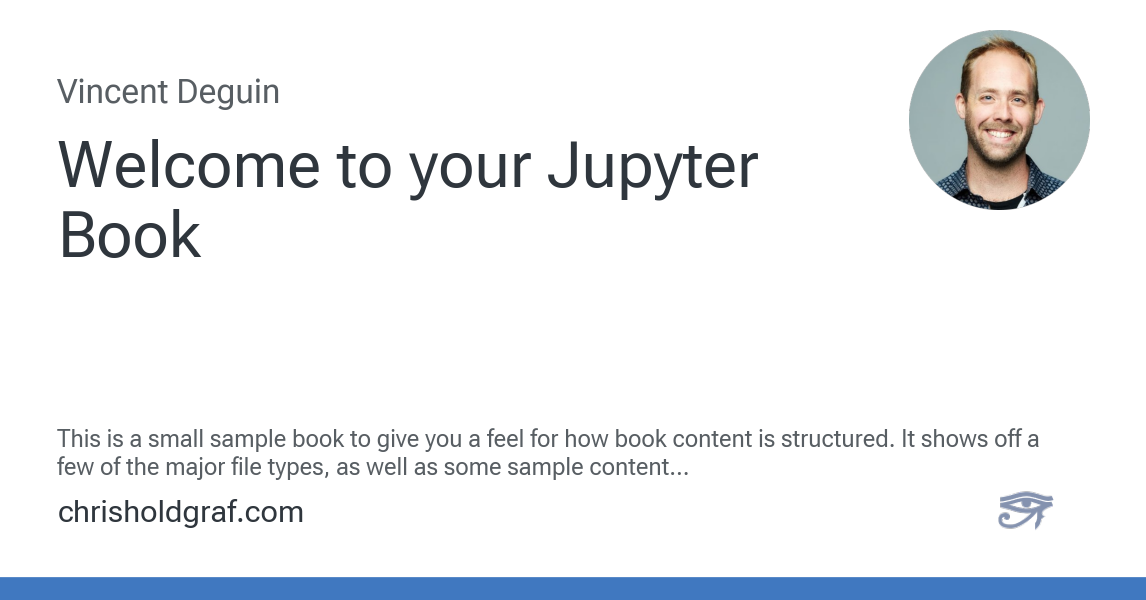 Vincent Deguin
Welcome to your Jupyter
Book
This is a small sample book to give you a feel for how book content is structured. It shows off a
few of the major file types, as well as some sample content...
chrisholdgraf.com